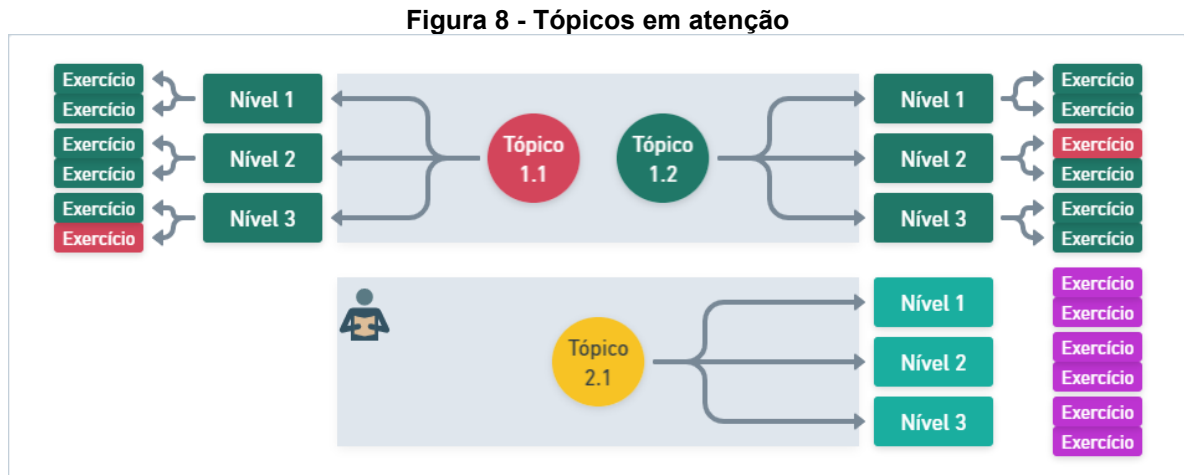 Figura 8 - Tópicos em atenção
Exercício
Exercício
Nível 1
Exercício
Exercício
Nível 2
Exercício
Exercício
Nível 3
Tópico
1.1
Tópico
1.2
Nível 1
Exercício
Exercício
Nível 2
Exercício
Exercício
Nível 3
Exercício
Exercício
Tópico
2.1
Nível 1
Exercício
Exercício
Nível 2
Exercício
Exercício
Nível 3
Exercício
Exercício